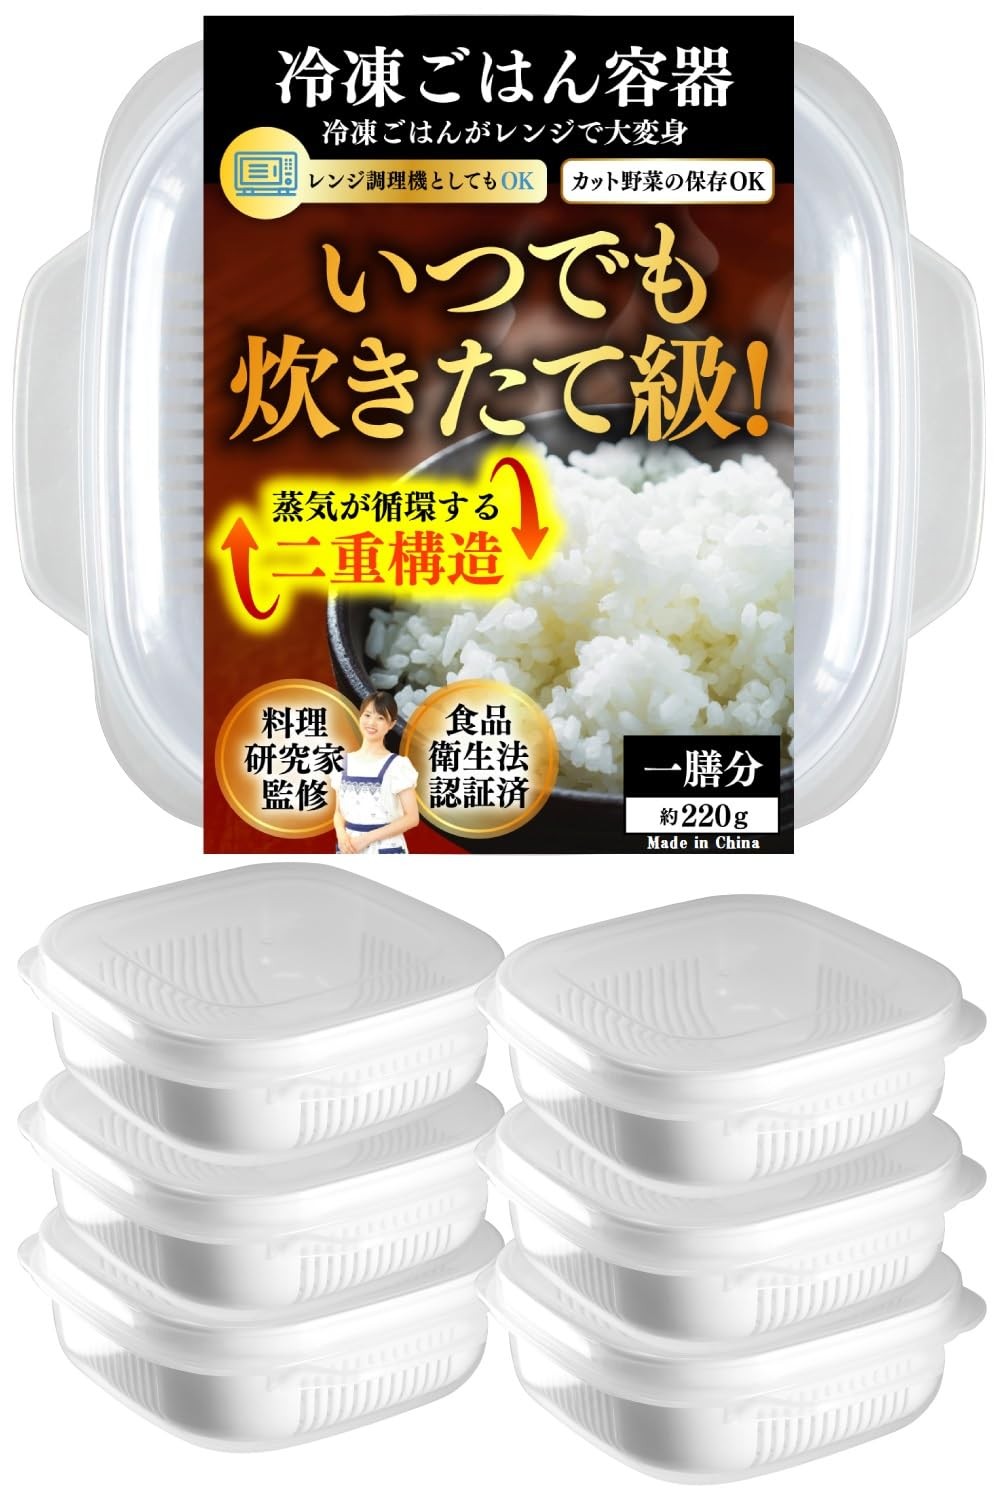 冷凍ごはん容器
冷凍ごはんがレンジで大変身
レンジ調理機としてもOK
カット野菜の保存OK
いつでも
炊きたて級!
蒸気が循環する
二重構造
料理
研究家
監修
食品
衛生法
認証済
一膳分
約220g
Made in China